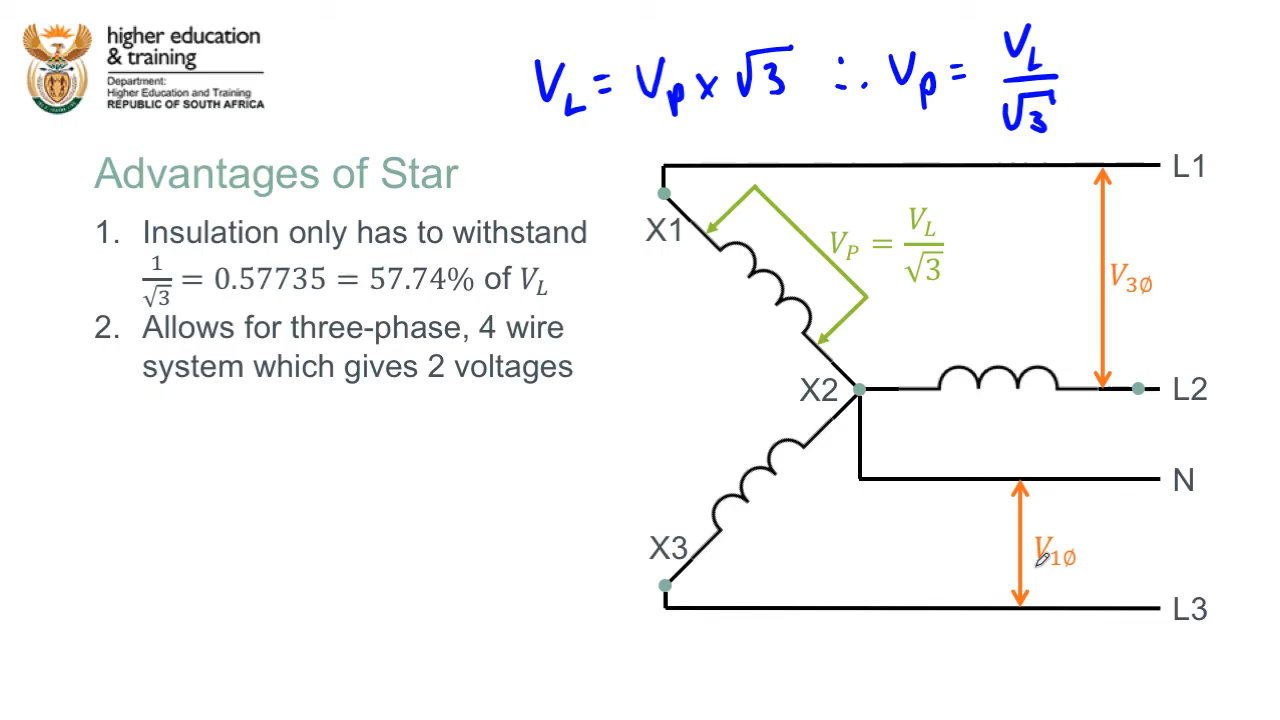 higher education
& training
Department:
Higher Education and Training
REPUBLIC OF SOUTH AFRICA
V_L = V_p × √3 ∴ V_p = V_L/√3
Advantages of Star
1. Insulation only has to withstand
1/√3 = 0.57735 = 57.74% of V_L
2. Allows for three-phase, 4 wire
system which gives 2 voltages
L1
X1
V_P = V_L/√3
V_3∅
X2
L2
N
X3
V_1∅
L3